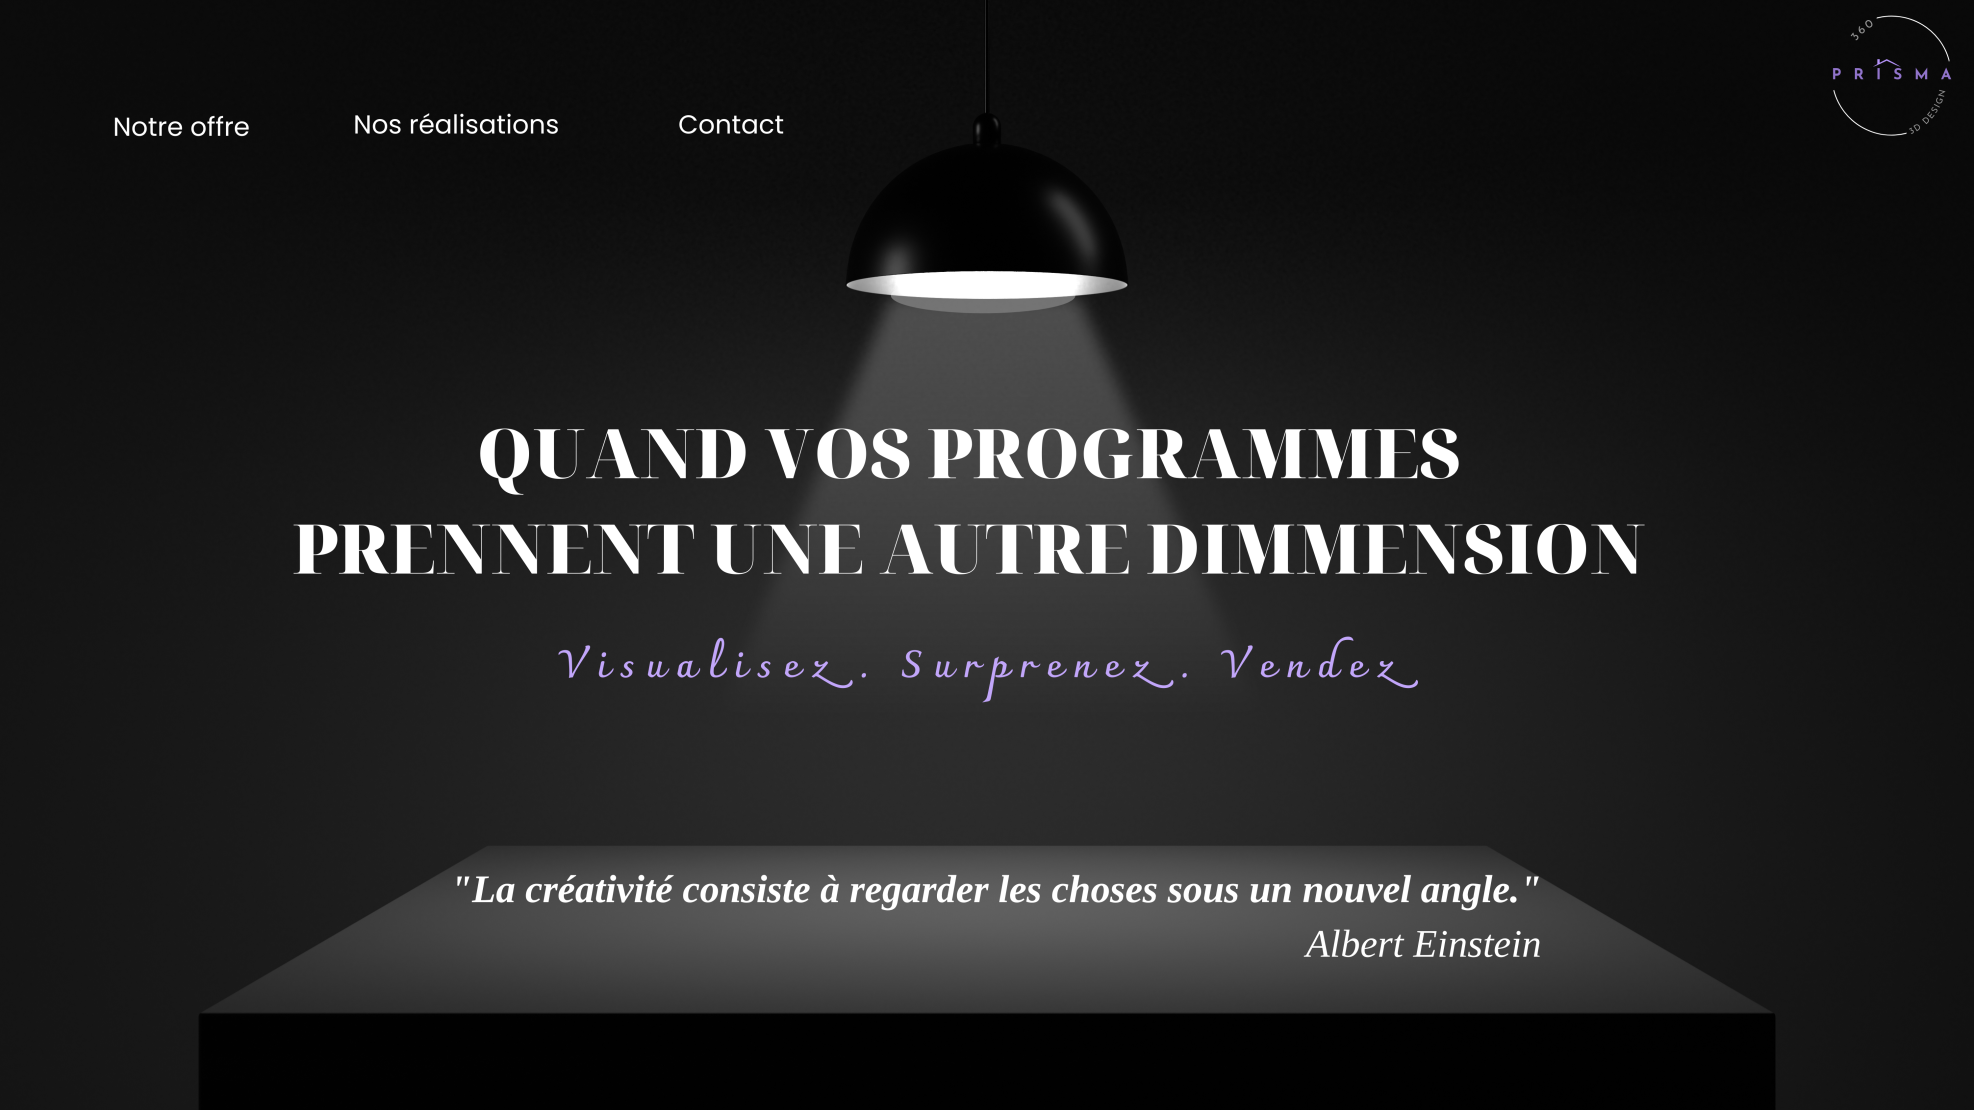 360
PRISMA
3D DESIGN
Notre offre
Nos réalisations
Contact
QUAND VOS PROGRAMMES
PRENNENT UNE AUTRE DIMMENSION
Visualisez. Surprenez. Vendez
"La créativité consiste à regarder les choses sous un nouvel angle."
Albert Einstein